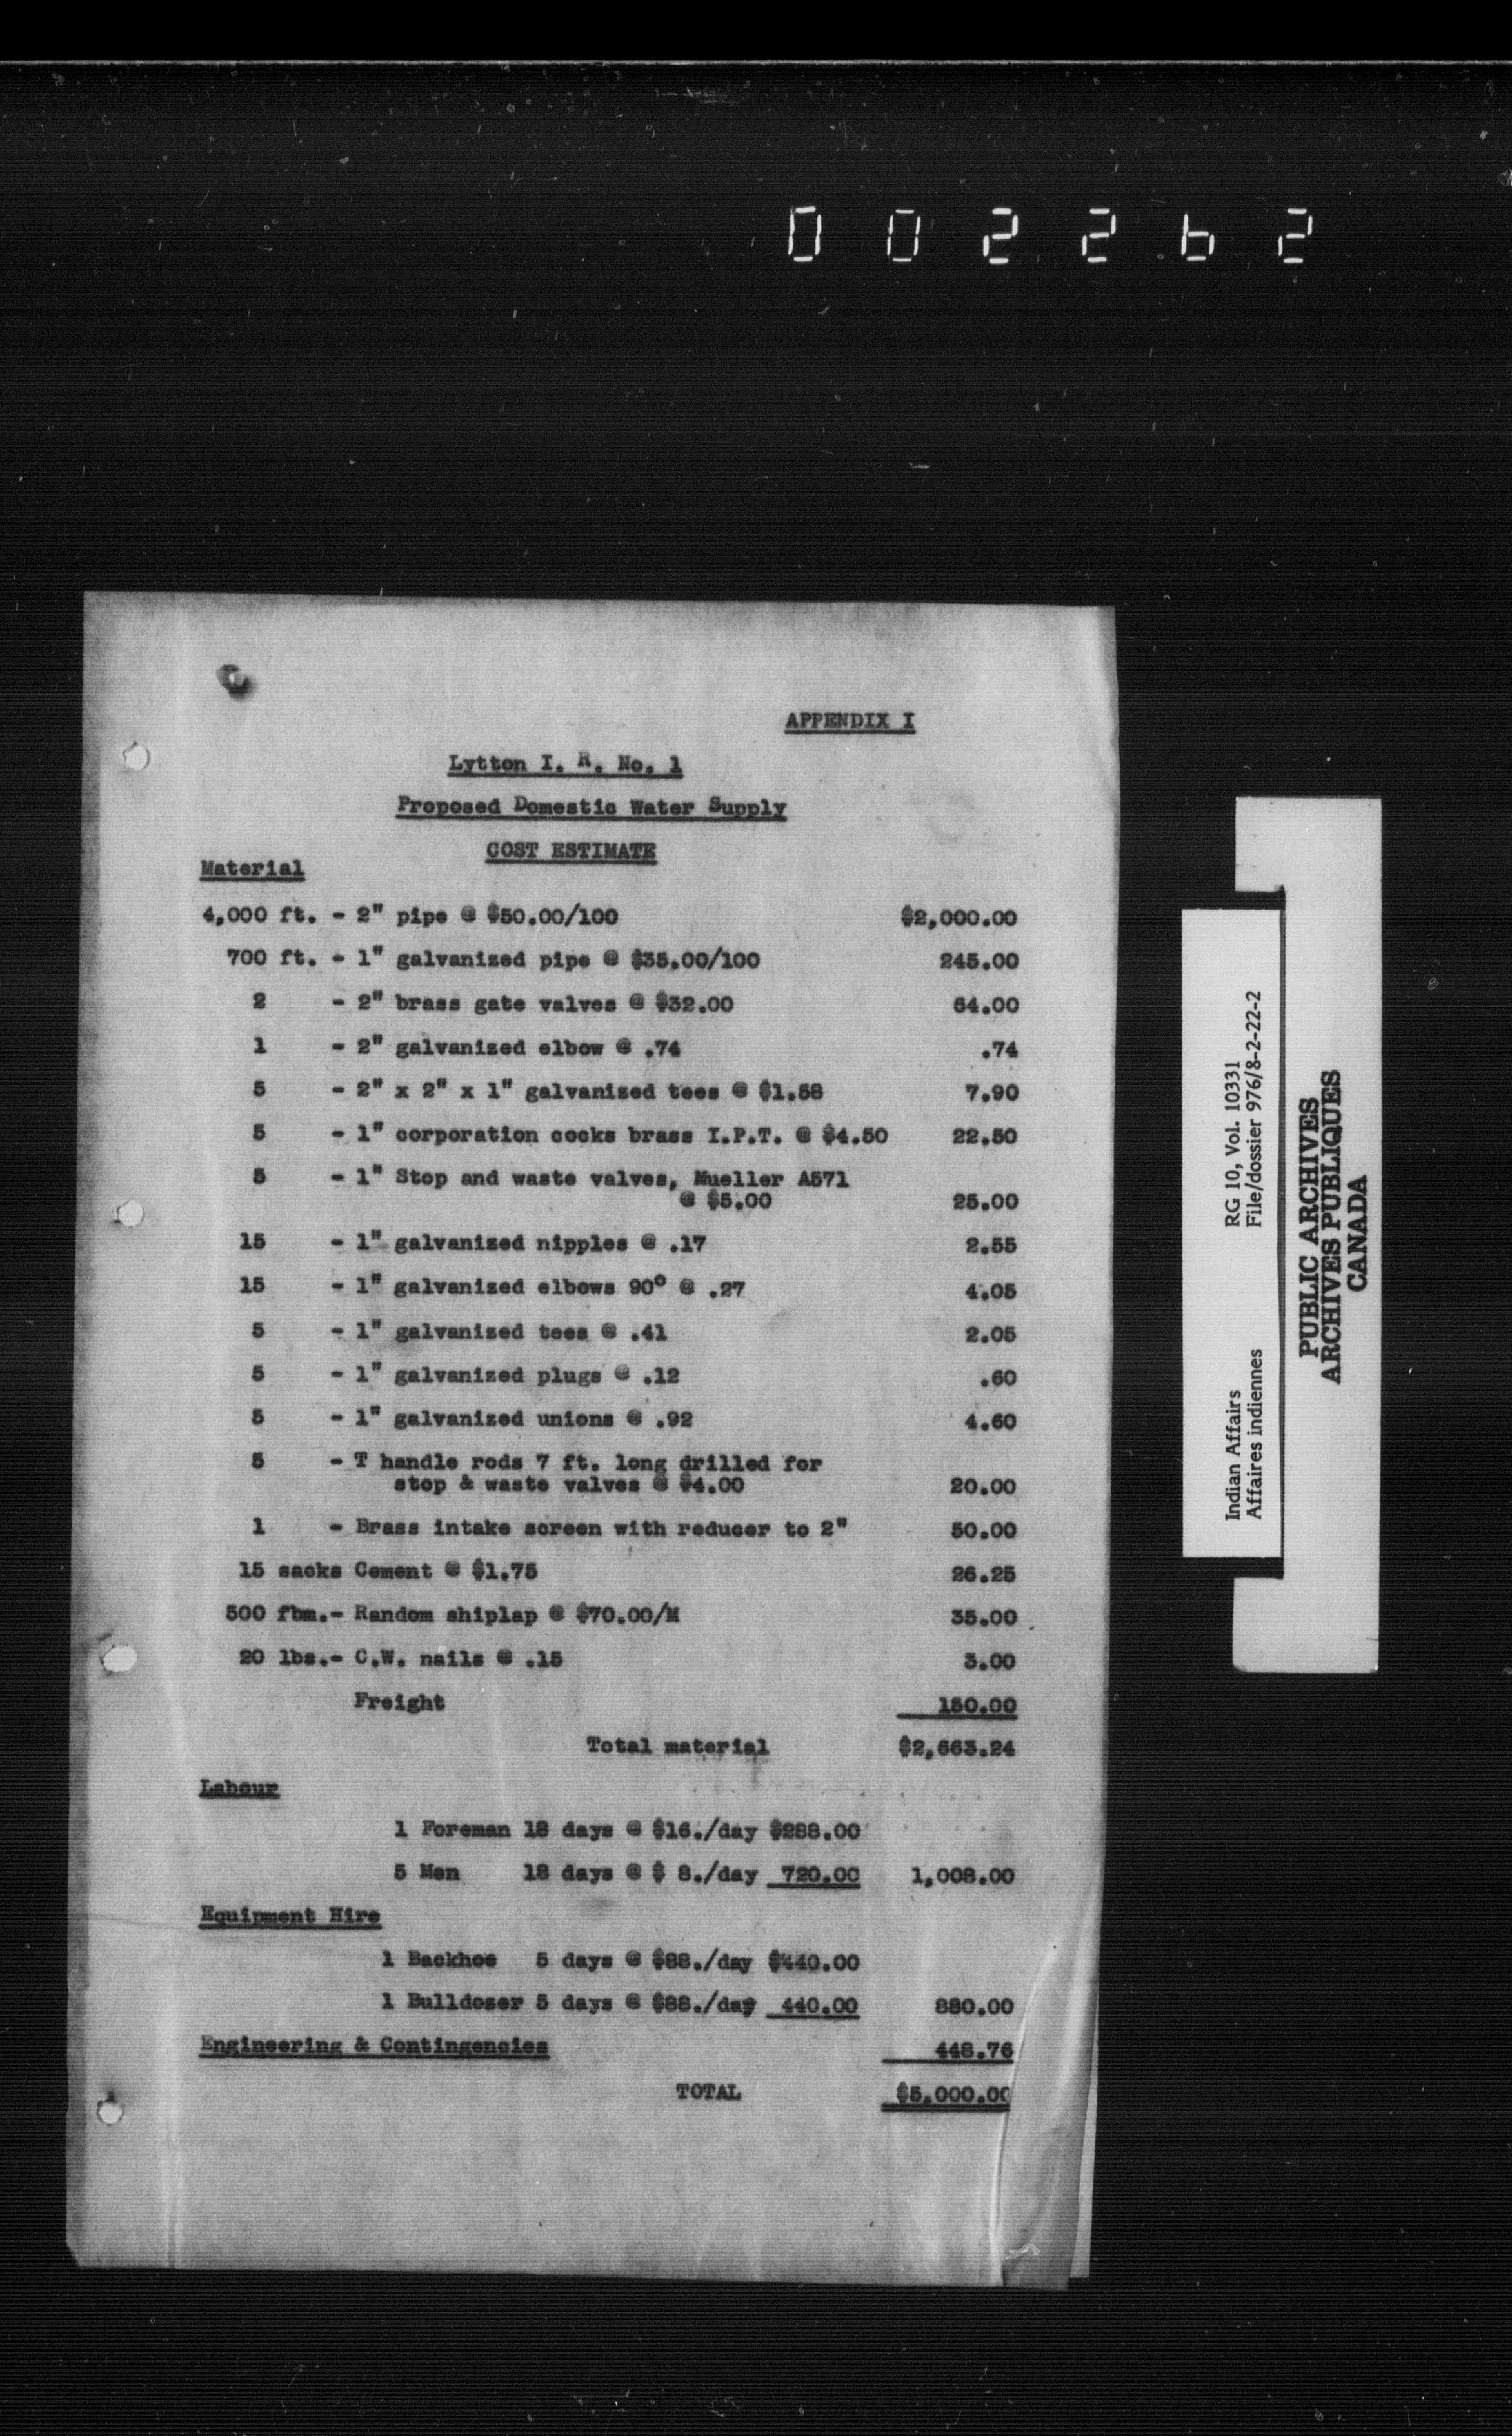 002262
APPENDIX I
Lytton I. R. No. 1
Proposed Domestic Water Supply
COST ESTIMATE
Material
4,000 ft. - 2" pipe @ $50.00/100 $2,000.00
700 ft. - 1" galvanized pipe @ $35.00/100 245.00
2 - 2" brass gate valves @ $32.00 64.00
1 - 2" galvanized elbow @ .74 .74
5 - 2" x 2" x 1" galvanized tees @ $1.58 7.90
5 - 1" corporation cocks brass I.P.T. @ $4.50 22.50
5 - 1" Stop and waste valves, Mueller A571
@ $5.00 25.00
15 - 1" galvanized nipples @ .17 2.55
15 - 1" galvanized elbows 90° @ .27 4.05
5 - 1" galvanized tees @ .41 2.05
5 - 1" galvanized plugs @ .12 .60
5 - 1" galvanized unions @ .92 4.60
5 - T handle rods 7 ft. long drilled for
stop & waste valves @ $4.00 20.00
1 - Brass intake screen with reducer to 2" 50.00
15 sacks Cement @ $1.75 26.25
500 fbm.- Random shiplap @ $70.00/M 35.00
20 lbs.- C.W. nails @ .15 3.00
Freight 150.00
Total material $2,663.24
Labour
1 Foreman 18 days @ $16./day $288.00
5 Men 18 days @ $ 8./day 720.00 1,008.00
Equipment Hire
1 Backhoe 5 days @ $88./day $440.00
1 Bulldozer 5 days @ $88./day 440.00 880.00
Engineering & Contingencies 448.76
TOTAL $5,000.00
Indian Affairs RG 10, Vol. 10331
Affaires indiennes File/dossier 976/8-2-22-2
PUBLIC ARCHIVES
ARCHIVES PUBLIQUES
CANADA